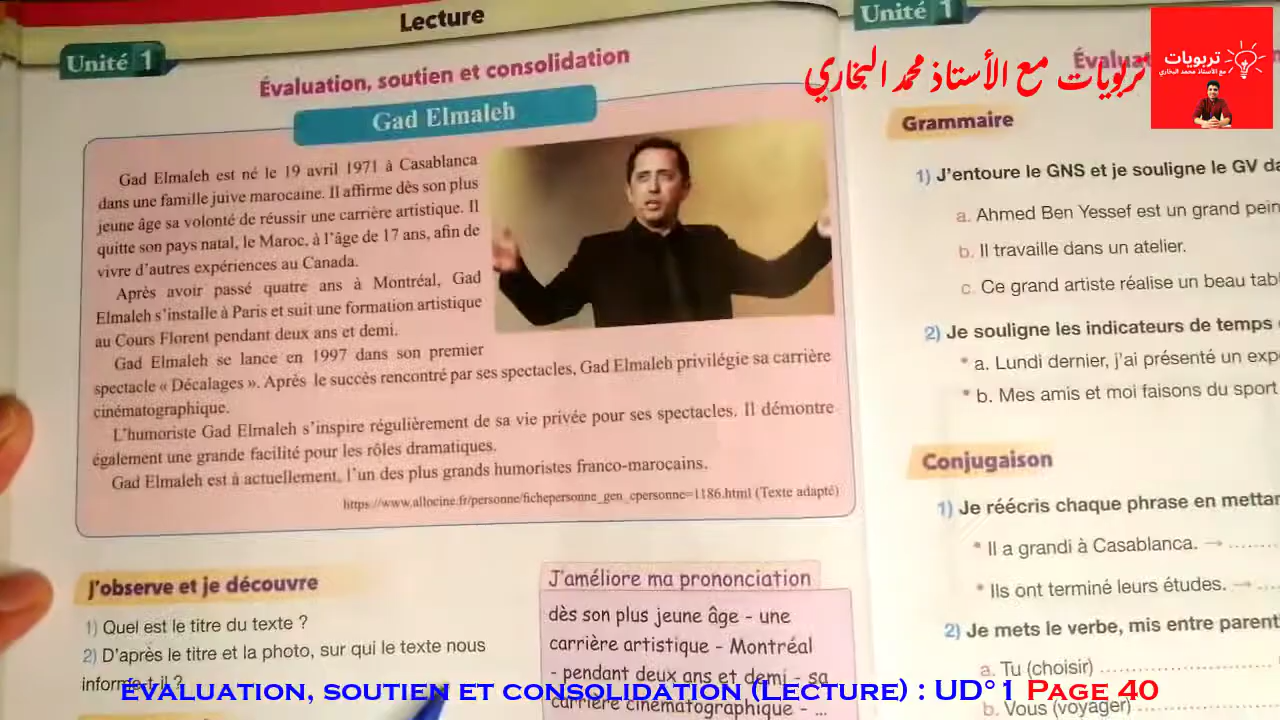 Lecture
Unité 1
Évaluation, soutien et consolidation
Gad Elmaleh
Gad Elmaleh est né le 19 avril 1971 à Casablanca
dans une famille juive marocaine. Il affirme dès son plus
jeune âge sa volonté de réussir une carrière artistique. Il
quitte son pays natal, le Maroc, à l'âge de 17 ans, afin de
vivre d'autres expériences au Canada.
Après avoir passé quatre ans à Montréal, Gad
Elmaleh s'installe à Paris et suit une formation artistique
au Cours Florent pendant deux ans et demi.
Gad Elmaleh se lance en 1997 dans son premier
spectacle « Décalages ». Après le succès rencontré par ses spectacles, Gad Elmaleh privilégie sa carrière
cinématographique.
L'humoriste Gad Elmaleh s'inspire régulièrement de sa vie privée pour ses spectacles. Il démontre
également une grande facilité pour les rôles dramatiques.
Gad Elmaleh est à actuellement, l'un des plus grands humoristes franco-marocains.
https://www.allocine.fr/personne/fichepersonne_gen_cpersonne=1186.html (Texte adapté)
J'observe et je découvre
1) Quel est le titre du texte ?
2) D'après le titre et la photo, sur qui le texte nous
informe-t-il ?
J'améliore ma prononciation
dès son plus jeune âge - une
carrière artistique - Montréal
- pendant deux ans et demi - sa
carrière cinématographique - ...
Unité 1
Évalua
تربويات مع الأستاذ محمد البخاري
تربويات
مع الأستاذ محمد البخاري
Grammaire
1) J'entoure le GNS et je souligne le GV da
a. Ahmed Ben Yessef est un grand pein
b. Il travaille dans un atelier.
c. Ce grand artiste réalise un beau tabl
2) Je souligne les indicateurs de temps
* a. Lundi dernier, j'ai présenté un exp
* b. Mes amis et moi faisons du sport
Conjugaison
1) Je réécris chaque phrase en mettan
* Il a grandi à Casablanca. → ........
* Ils ont terminé leurs études. → ...
2) Je mets le verbe, mis entre parent
a. Tu (choisir) ....................
b. Vous (voyager) ..................
Évaluation, soutien et consolidation (Lecture) : UD°1 Page 40